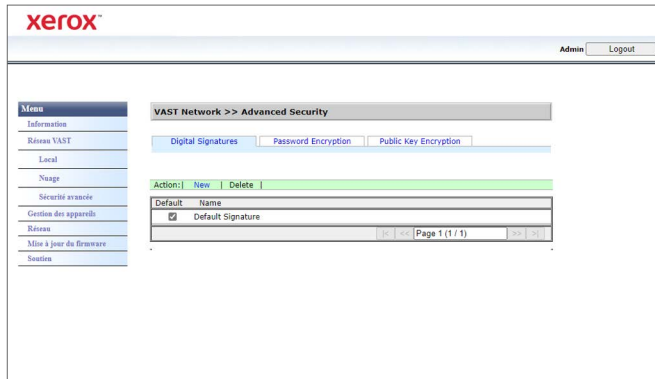 xerox™
Admin Logout
Menu
Information
Réseau VAST
Local
Nuage
Sécurité avancée
Gestion des appareils
Réseau
Mise à jour du firmware
Soutien
VAST Network >> Advanced Security
Digital Signatures Password Encryption Public Key Encryption
Action:| New | Delete |
Default Name
Default Signature
|< << Page 1 (1 / 1) >> >|